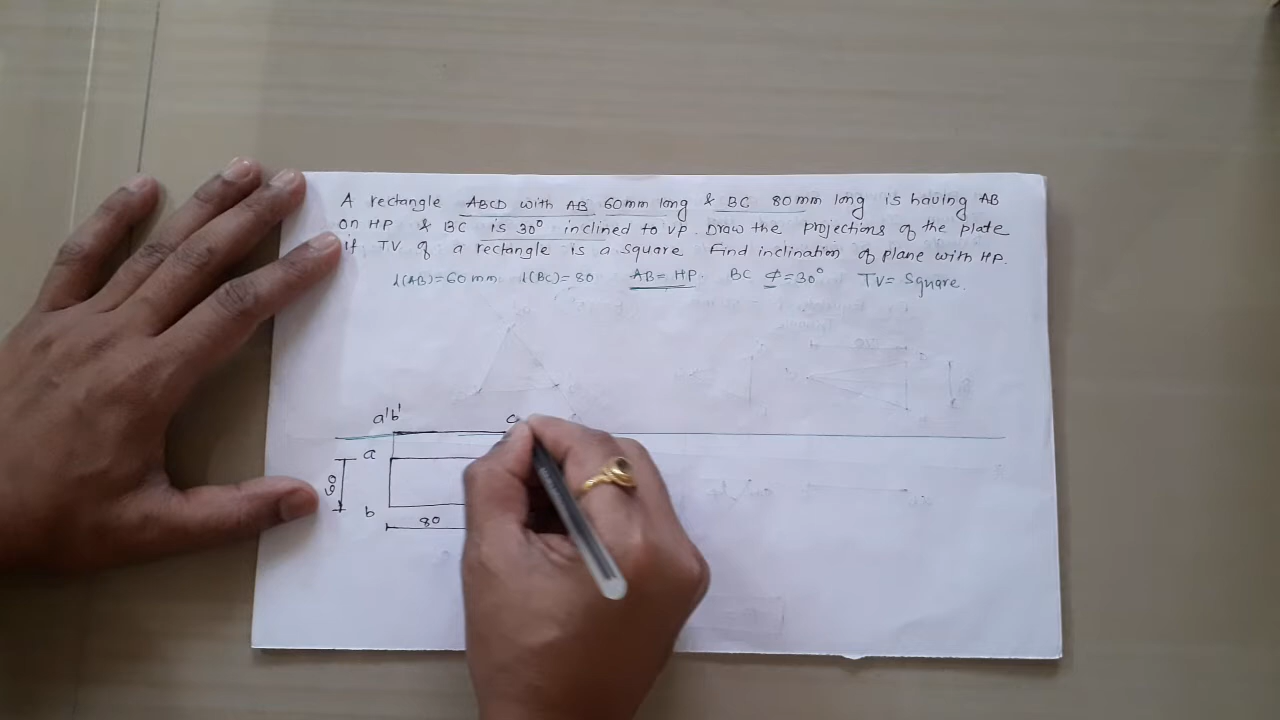 A rectangle ABCD with AB 60mm long & BC 80mm long is having AB
on HP & BC is 30° inclined to VP. Draw the projections of the plate
if TV of a rectangle is a square Find inclination of plane with HP.
l(AB)=60mm l(BC)=80 AB=HP. BC ϕ=30° TV= Square.
a'b' c
a
60
b
80